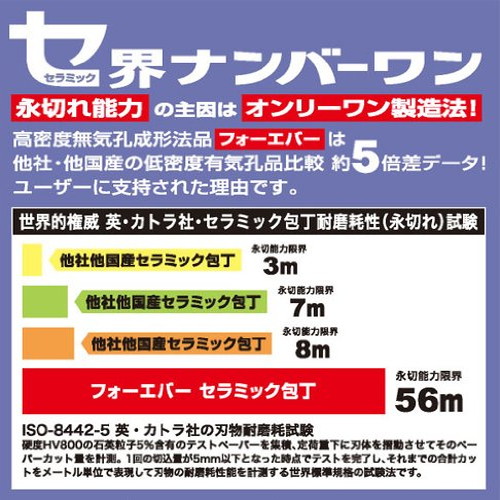 セ界ナンバーワン
セラミック
永切れ能力 の主因は オンリーワン製造法!
高密度無気孔成形法品 フォーエバー は
他社・他国産の低密度有気孔品比較 約5倍差データ!
ユーザーに支持された理由です。
世界的権威 英・カトラ社・セラミック包丁耐磨耗性(永切れ)試験
他社他国産セラミック包丁
永切能力限界
3m
他社他国産セラミック包丁
永切能力限界
7m
他社他国産セラミック包丁
永切能力限界
8m
フォーエバー セラミック包丁
永切能力限界
56m
ISO-8442-5 英・カトラ社の刃物耐磨耗試験
硬度HV800の石英粒子5%含有のテストペーパーを集積、定荷重下に刃体を摺動させてそのペー
パーカット量を計測。1回の切込量が5mm以下となった時点でテストを完了し、それまでの合計カッ
トをメートル単位で表現して刃物の耐磨耗性能を計測する世界標準規格の試験法です。